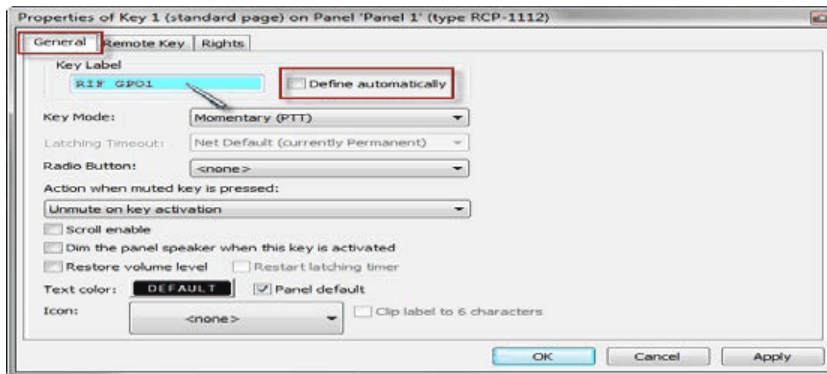 Properties of Key 1 (standard page) on Panel 'Panel 1' (type RCP-1112)
General Remote Key Rights
Key Label
RIF GPO1 Define automatically
Key Mode: Momentary (PTT)
Latching Timeout: Net Default (currently Permanent)
Radio Button: <none>
Action when muted key is pressed:
Unmute on key activation
Scroll enable
Dim the panel speaker when this key is activated
Restore volume level Restart latching timer
Text color: DEFAULT Panel default
Icon: <none> Clip label to 6 characters
OK Cancel Apply